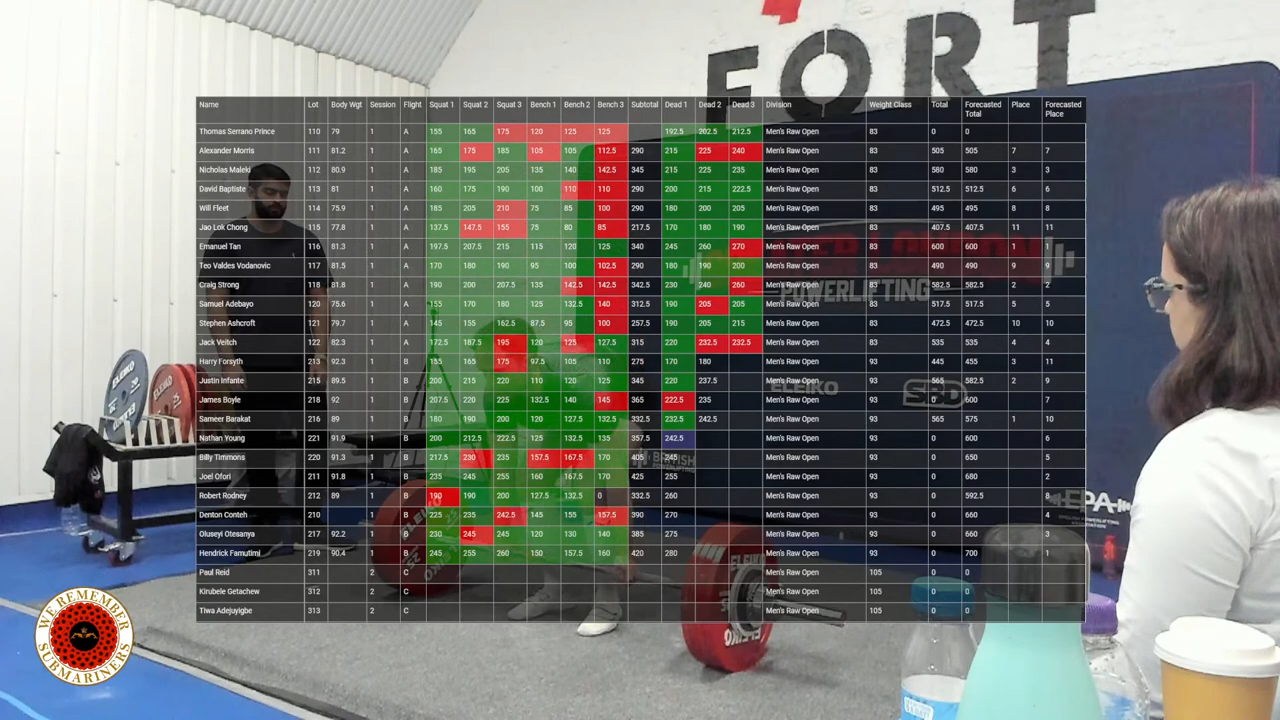 FORT
Name Lot Body Wgt Session Flight Squat 1 Squat 2 Squat 3 Bench 1 Bench 2 Bench 3 Subtotal Dead 1 Dead 2 Dead 3 Division Weight Class Total Forecasted Total Place Forecasted Place
Thomas Serrano Prince 110 79 1 A 155 165 175 120 125 125 192.5 202.5 212.5 Men's Raw Open 83 0 0
Alexander Morris 111 81.2 1 A 165 175 185 105 105 112.5 290 215 225 240 Men's Raw Open 83 505 505 7 7
Nicholas Maleki 112 80.9 1 A 185 195 205 135 140 142.5 345 215 225 235 Men's Raw Open 83 580 580 3 3
David Baptiste 113 81 1 A 160 175 190 100 110 110 290 200 215 222.5 Men's Raw Open 83 512.5 512.5 6 6
Will Fleet 114 75.9 1 A 185 205 210 75 85 100 290 180 200 205 Men's Raw Open 83 495 495 8 8
Jao Lok Chong 115 77.8 1 A 137.5 147.5 155 75 80 85 217.5 170 180 190 Men's Raw Open 83 407.5 407.5 11 11
Emanuel Tan 116 81.3 1 A 197.5 207.5 215 115 120 125 340 245 260 270 Men's Raw Open 83 600 600 1 1
Teo Valdes Vodanovic 117 81.5 1 A 170 180 190 95 100 102.5 290 180 190 200 Men's Raw Open 83 490 490 9 9
Craig Strong 118 81.8 1 A 190 200 207.5 135 142.5 142.5 342.5 230 240 260 Men's Raw Open 83 582.5 582.5 2 2
Samuel Adebayo 120 75.6 1 A 155 170 180 125 132.5 140 312.5 190 205 205 Men's Raw Open 83 517.5 517.5 5 5
Stephen Ashcroft 121 79.7 1 A 145 155 162.5 87.5 95 100 257.5 190 205 215 Men's Raw Open 83 472.5 472.5 10 10
Jack Veitch 122 82.3 1 A 172.5 187.5 195 120 125 127.5 315 220 232.5 232.5 Men's Raw Open 83 535 535 4 4
Harry Forsyth 213 92.3 1 B 155 165 175 97.5 105 110 275 170 180 Men's Raw Open 93 445 455 3 11
Justin Infante 215 89.5 1 B 200 215 220 110 120 125 345 220 237.5 Men's Raw Open 93 565 582.5 2 9
James Boyle 218 92 1 B 207.5 220 225 132.5 140 145 365 222.5 235 Men's Raw Open 93 0 600 7
Sameer Barakat 216 89 1 B 180 190 200 120 127.5 132.5 332.5 232.5 242.5 Men's Raw Open 93 565 575 1 10
Nathan Young 221 91.9 1 B 200 212.5 222.5 125 132.5 135 357.5 242.5 Men's Raw Open 93 0 600 6
Billy Timmons 220 91.3 1 B 217.5 230 235 157.5 167.5 170 405 245 Men's Raw Open 93 0 650 5
Joel Ofori 211 91.8 1 B 235 245 255 160 167.5 170 425 255 Men's Raw Open 93 0 680 2
Robert Rodney 212 89 1 B 190 190 200 127.5 132.5 0 332.5 260 Men's Raw Open 93 0 592.5 8
Denton Conteh 210 1 B 225 235 242.5 145 155 157.5 390 270 Men's Raw Open 93 0 660 4
Oluseyi Otesanya 217 92.2 1 B 230 245 245 120 130 140 385 275 Men's Raw Open 93 0 660 3
Hendrick Famutimi 219 90.4 1 B 245 255 260 150 157.5 160 420 280 Men's Raw Open 93 0 700 1
Paul Reid 311 2 C Men's Raw Open 105 0 0
Kirubele Getachew 312 2 C Men's Raw Open 105 0 0
Tiwa Adejuyigbe 313 2 C Men's Raw Open 105 0 0
POWERLIFTING
ELEIKO
SBD
EPA
ELEIKO
ELEIKO
25
ELEIKO
WE REMEMBER
SUBMARINERS